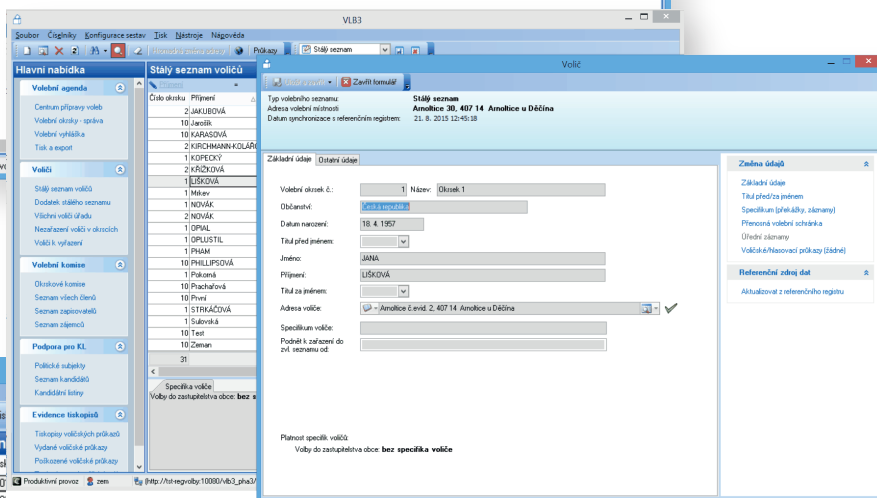 VLB3
Soubor Číselníky Konfigurace sestav Tisk Nástroje Nápověda
Průkazy Stálý seznam
Hlavní nabídka
Volební agenda
Centrum přípravy voleb
Volební okrsky - správa
Volební vyhláška
Tisk a export
Voliči
Stálý seznam voličů
Dodatek stálého seznamu
Všichni voliči úřadu
Nezařazení voliči v okrscích
Voliči k vyřazení
Volební komise
Okrskové komise
Seznam všech členů
Seznam zapisovatelů
Seznam zájemců
Podpora pro KL
Politické subjekty
Seznam kandidátů
Kandidátní listiny
Evidence tiskopisů
Tiskopisy voličských průkazů
Vydané voličské průkazy
Poškozené voličské průkazy
Stálý seznam voličů
Příjmení
Číslo okrsku Příjmení
2 JAKUBOVÁ
10 Jarošík
10 KARASOVÁ
2 KIRCHMANN-KOLÁŘO
1 KOPECKÝ
2 KŘÍŽKOVÁ
1 LIŠKOVÁ
1 Mrkev
1 NOVÁK
2 NOVÁK
1 OPIAL
1 OPLUSTIL
1 PHAM
10 PHILLIPSOVÁ
1 Pokorná
10 Prachařová
10 První
1 STRKÁČOVÁ
1 Sulovská
10 Test
10 Zeman
31
Specifika voliče
Volby do zastupitelstva obce: bez s
Produktivní provoz zem (http://tst-regvolby:10080/vlb3_pha3/
Volič
Zavřít formulář
Typ volebního seznamu: Stálý seznam
Adresa volební místnosti: Arnoltice 30, 407 14 Arnoltice u Děčína
Datum synchronizace s referenčním registrem: 21. 8. 2015 12:45:18
Základní údaje Ostatní údaje
Volební okrsek č.: 1 Název: Okrsek 1
Občanství: Česká republika
Datum narození: 18. 4. 1957
Titul před jménem:
Jméno: JANA
Příjmení: LIŠKOVÁ
Titul za jménem:
Adresa voliče: Arnoltice č.evid. 2, 407 14 Arnoltice u Děčína
Specifikum voliče:
Podnět k zařazení do
zvl. seznamu od:
Platnost specifik voličů:
Volby do zastupitelstva obce: bez specifika voliče
Změna údajů
Základní údaje
Titul před/za jménem
Specifikum (překážky, záznamy)
Přenosná volební schránka
Úřední záznamy
Voličské/hlasovací průkazy (žádné)
Referenční zdroj dat
Aktualizovat z referenčního registru